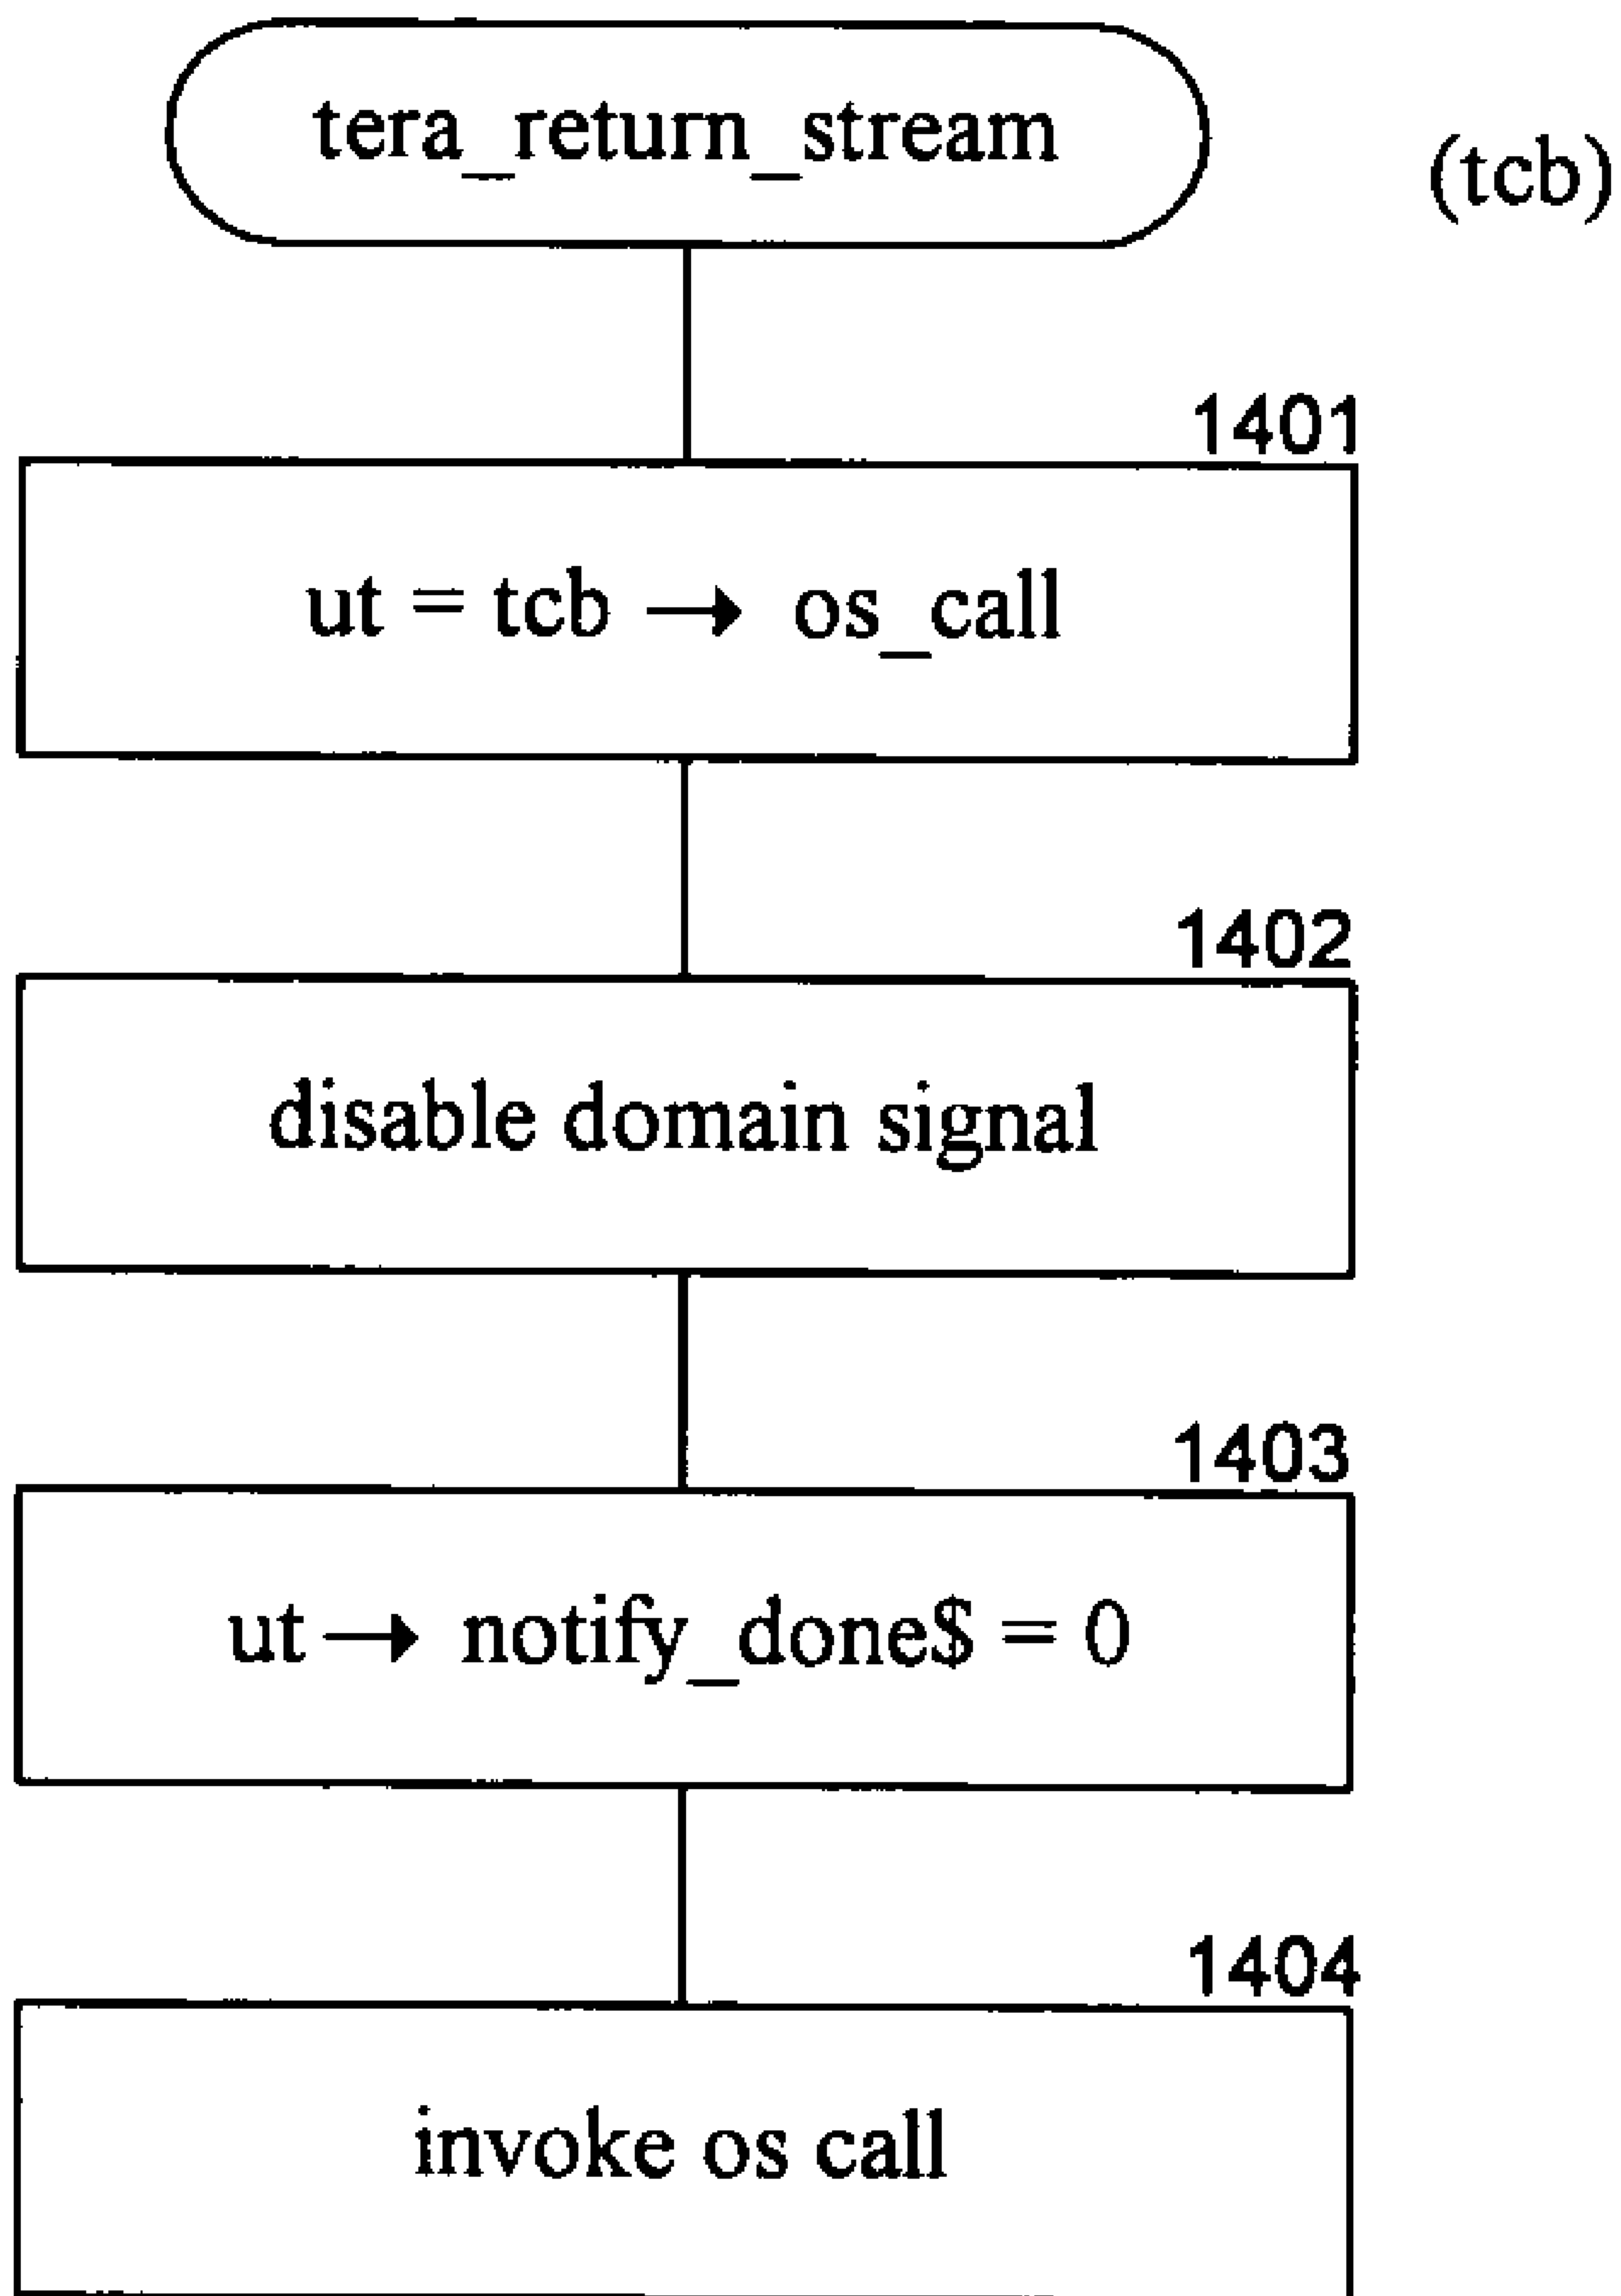 tera_return_stream
(tcb)
1401
ut = tcb → os_call
1402
disable domain signal
1403
ut → notify_done$ = 0
1404
invoke os call